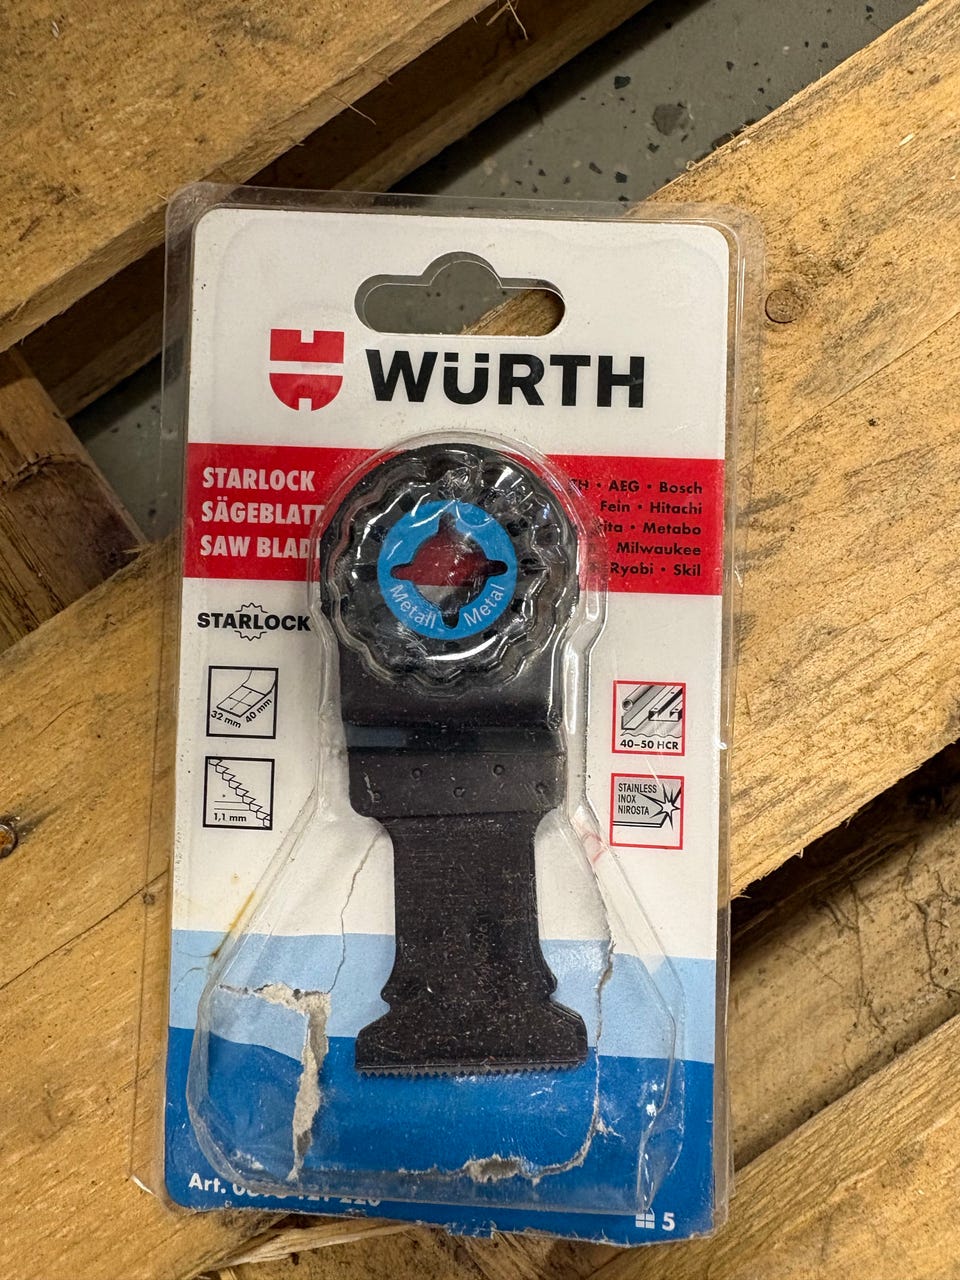 WÜRTH
STARLOCK
SÄGEBLATT
SAW BLAD
AEG • Bosch
Fein • Hitachi
• Metabo
Milwaukee
Ryobi • Skil
Metall Metal
STARLOCK
32 mm 40 mm
1,1 mm
40–50 HCR
STAINLESS
INOX
NIROSTA
Art.
5